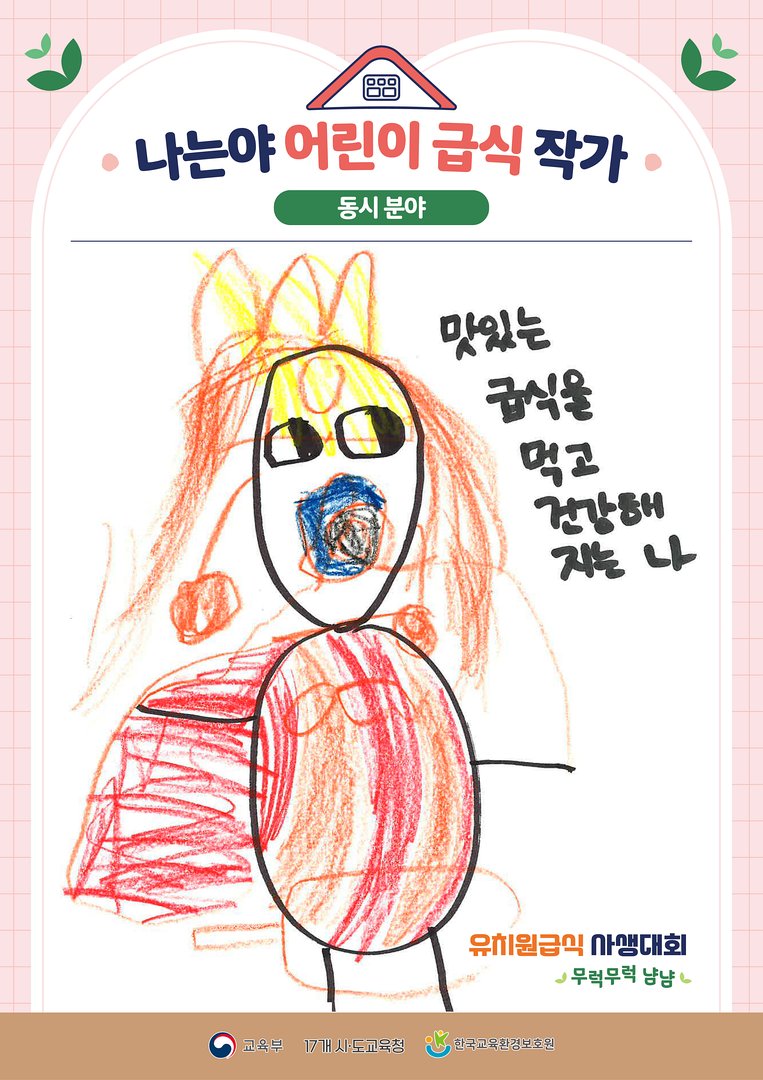 나는야 어린이 급식 작가
동시 분야
맛있는
급식을
먹고
건강해
지는 나
유치원급식 사생대회
무럭무럭 냠냠
교육부 17개 시·도교육청 한국교육환경보호원